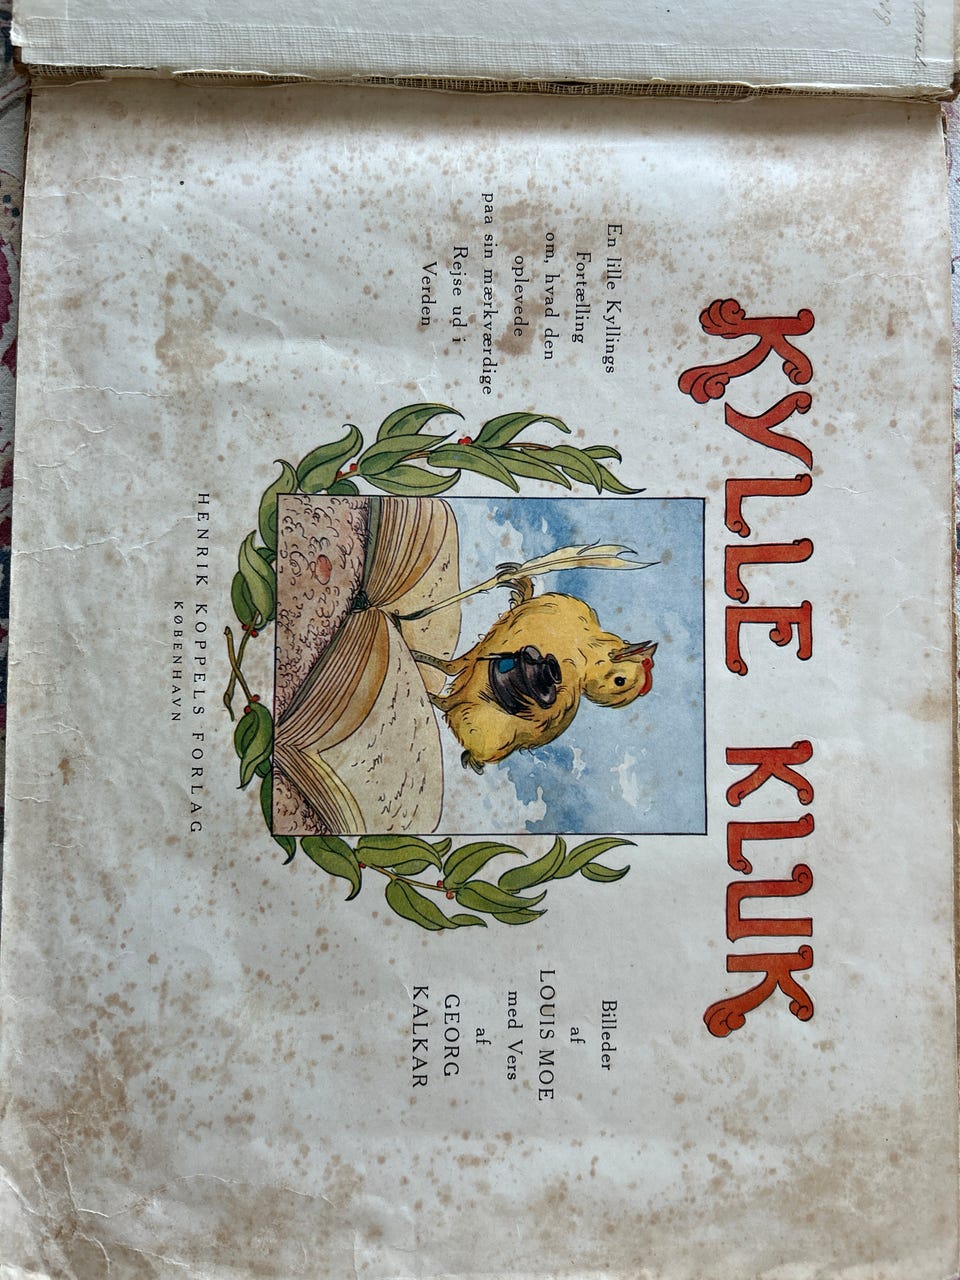 KYLLE KLUK
En lille Kyllings
Fortælling
om, hvad den
oplevede
paa sin mærkværdige
Rejse ud i
Verden
Billeder
af
LOUIS MOE
med Vers
af
GEORG
KALKAR
HENRIK KOPPELS FORLAG
KØBENHAVN